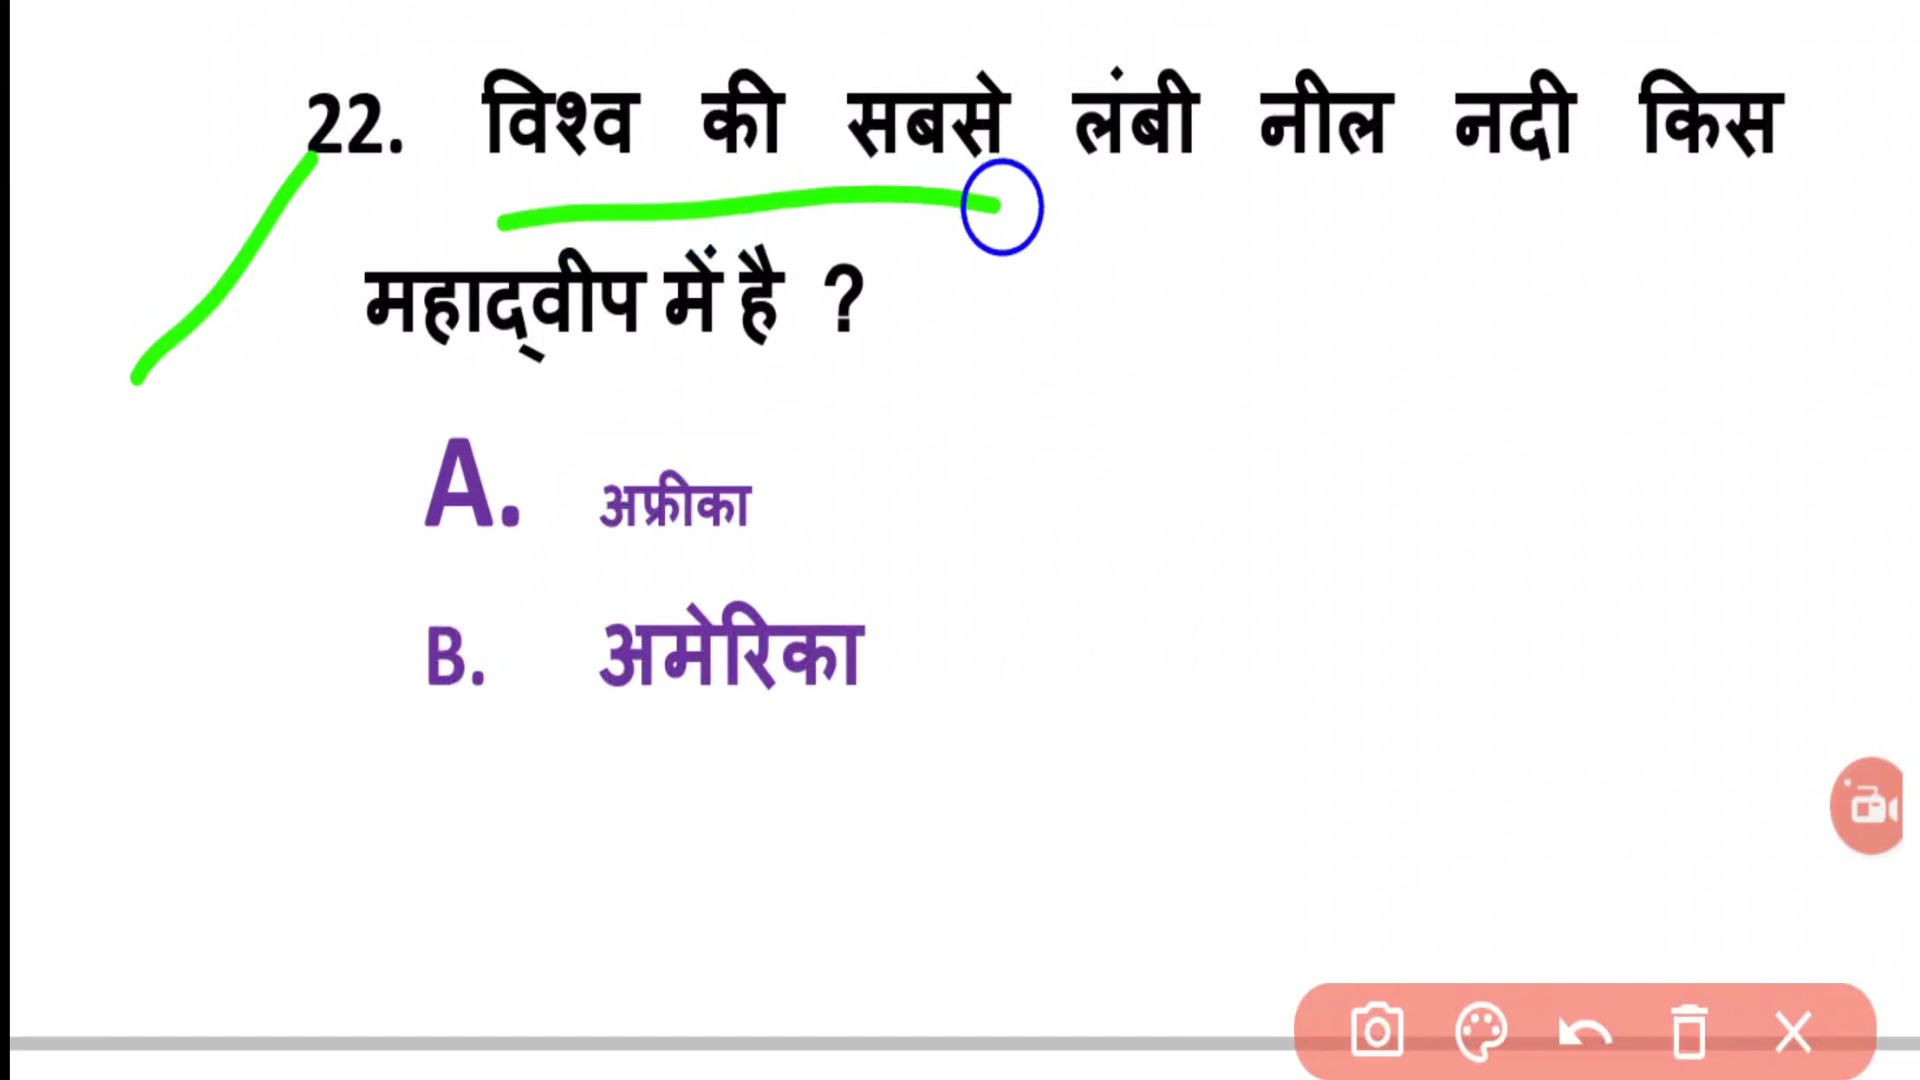 22. विश्व की सबसे लंबी नील नदी किस
महाद्वीप में है ?
A. अफ्रीका
B. अमेरिका